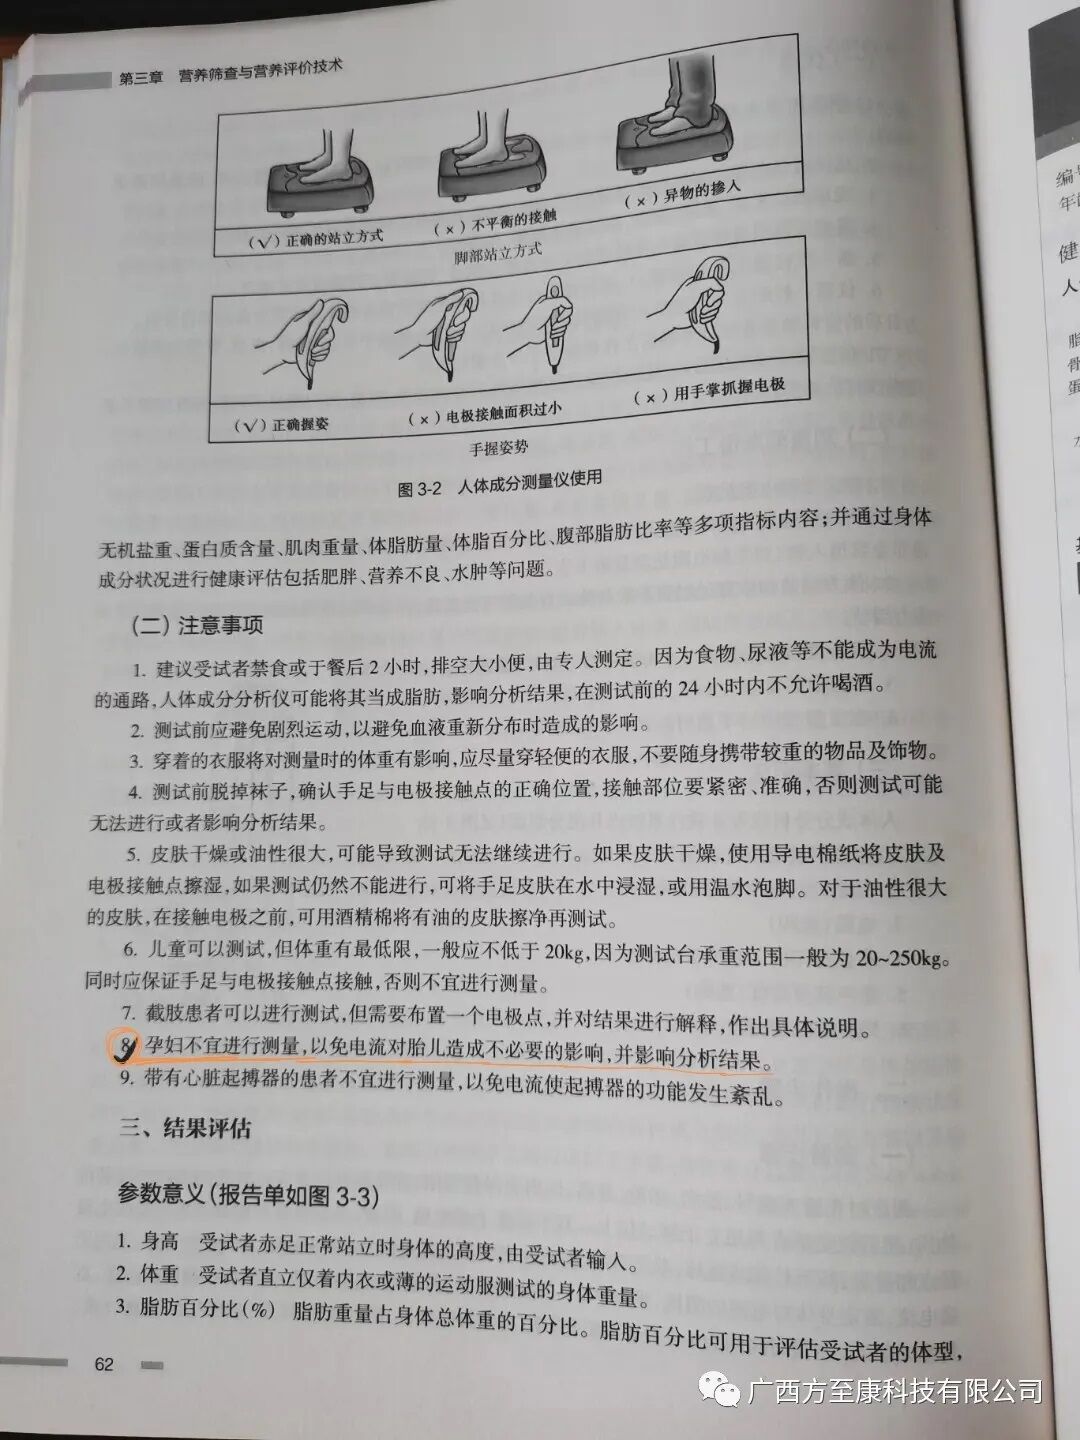 第三章 营养筛查与营养评价技术
(√)正确的站立方式
(×)不平衡的接触
(×)异物的掺入
脚部站立方式
(√)正确握姿
(×)电极接触面积过小
(×)用手掌抓握电极
手握姿势
图 3-2 人体成分测量仪使用
无机盐重、蛋白质含量、肌肉重量、体脂肪量、体脂百分比、腹部脂肪比率等多项指标内容;并通过身体
成分状况进行健康评估包括肥胖、营养不良、水肿等问题。
(二)注意事项
1. 建议受试者禁食或于餐后 2 小时,排空大小便,由专人测定。因为食物、尿液等不能成为电流
的通路,人体成分分析仪可能将其当成脂肪,影响分析结果,在测试前的 24 小时内不允许喝酒。
2. 测试前应避免剧烈运动,以避免血液重新分布时造成的影响。
3. 穿着的衣服将对测量时的体重有影响,应尽量穿轻便的衣服,不要随身携带较重的物品及饰物。
4. 测试前脱掉袜子,确认手足与电极接触点的正确位置,接触部位要紧密、准确,否则测试可能
无法进行或者影响分析结果。
5. 皮肤干燥或油性很大,可能导致测试无法继续进行。如果皮肤干燥,使用导电棉纸将皮肤及
电极接触点擦湿,如果测试仍然不能进行,可将手足皮肤在水中浸湿,或用温水泡脚。对于油性很大
的皮肤,在接触电极之前,可用酒精棉将有油的皮肤擦净再测试。
6. 儿童可以测试,但体重有最低限,一般应不低于 20kg,因为测试台承重范围一般为 20~250kg。
同时应保证手足与电极接触点接触,否则不宜进行测量。
7. 截肢患者可以进行测试,但需要布置一个电极点,并对结果进行解释,作出具体说明。
8. 孕妇不宜进行测量,以免电流对胎儿造成不必要的影响,并影响分析结果。
9. 带有心脏起搏器的患者不宜进行测量,以免电流使起搏器的功能发生紊乱。
三、结果评估
参数意义(报告单如图 3-3)
1. 身高 受试者赤足正常站立时身体的高度,由受试者输入。
2. 体重 受试者直立仅着内衣或薄的运动服测试的身体重量。
3. 脂肪百分比(%) 脂肪重量占身体总体重的百分比。脂肪百分比可用于评估受试者的体型,
62
广西方至康科技有限公司
编号
年
健
人
脂
骨
蛋